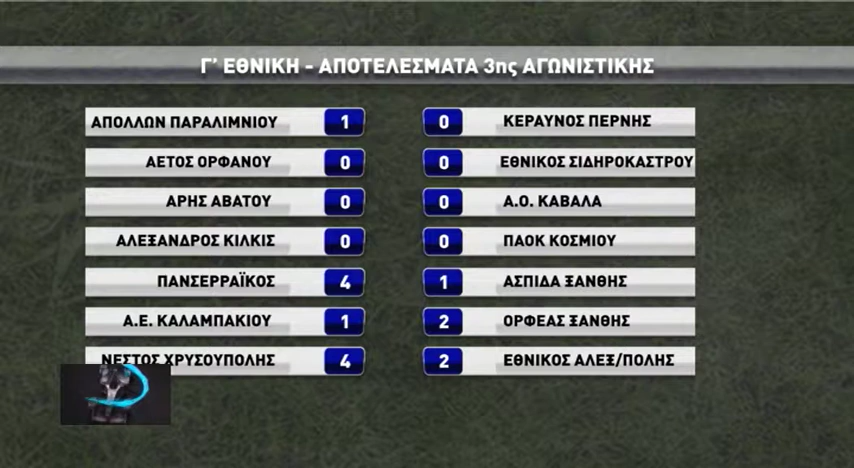 Γ' ΕΘΝΙΚΗ - ΑΠΟΤΕΛΕΣΜΑΤΑ 3ης ΑΓΩΝΙΣΤΙΚΗΣ
ΑΠΟΛΛΩΝ ΠΑΡΑΛΙΜΝΙΟΥ 1 0 ΚΕΡΑΥΝΟΣ ΠΕΡΝΗΣ
ΑΕΤΟΣ ΟΡΦΑΝΟΥ 0 0 ΕΘΝΙΚΟΣ ΣΙΔΗΡΟΚΑΣΤΡΟΥ
ΑΡΗΣ ΑΒΑΤΟΥ 0 0 Α.Ο. ΚΑΒΑΛΑ
ΑΛΕΞΑΝΔΡΟΣ ΚΙΛΚΙΣ 0 0 ΠΑΟΚ ΚΟΣΜΙΟΥ
ΠΑΝΣΕΡΡΑΪΚΟΣ 4 1 ΑΣΠΙΔΑ ΞΑΝΘΗΣ
Α.Ε. ΚΑΛΑΜΠΑΚΙΟΥ 1 2 ΟΡΦΕΑΣ ΞΑΝΘΗΣ
ΝΕΣΤΟΣ ΧΡΥΣΟΥΠΟΛΗΣ 4 2 ΕΘΝΙΚΟΣ ΑΛΕΞ/ΠΟΛΗΣ